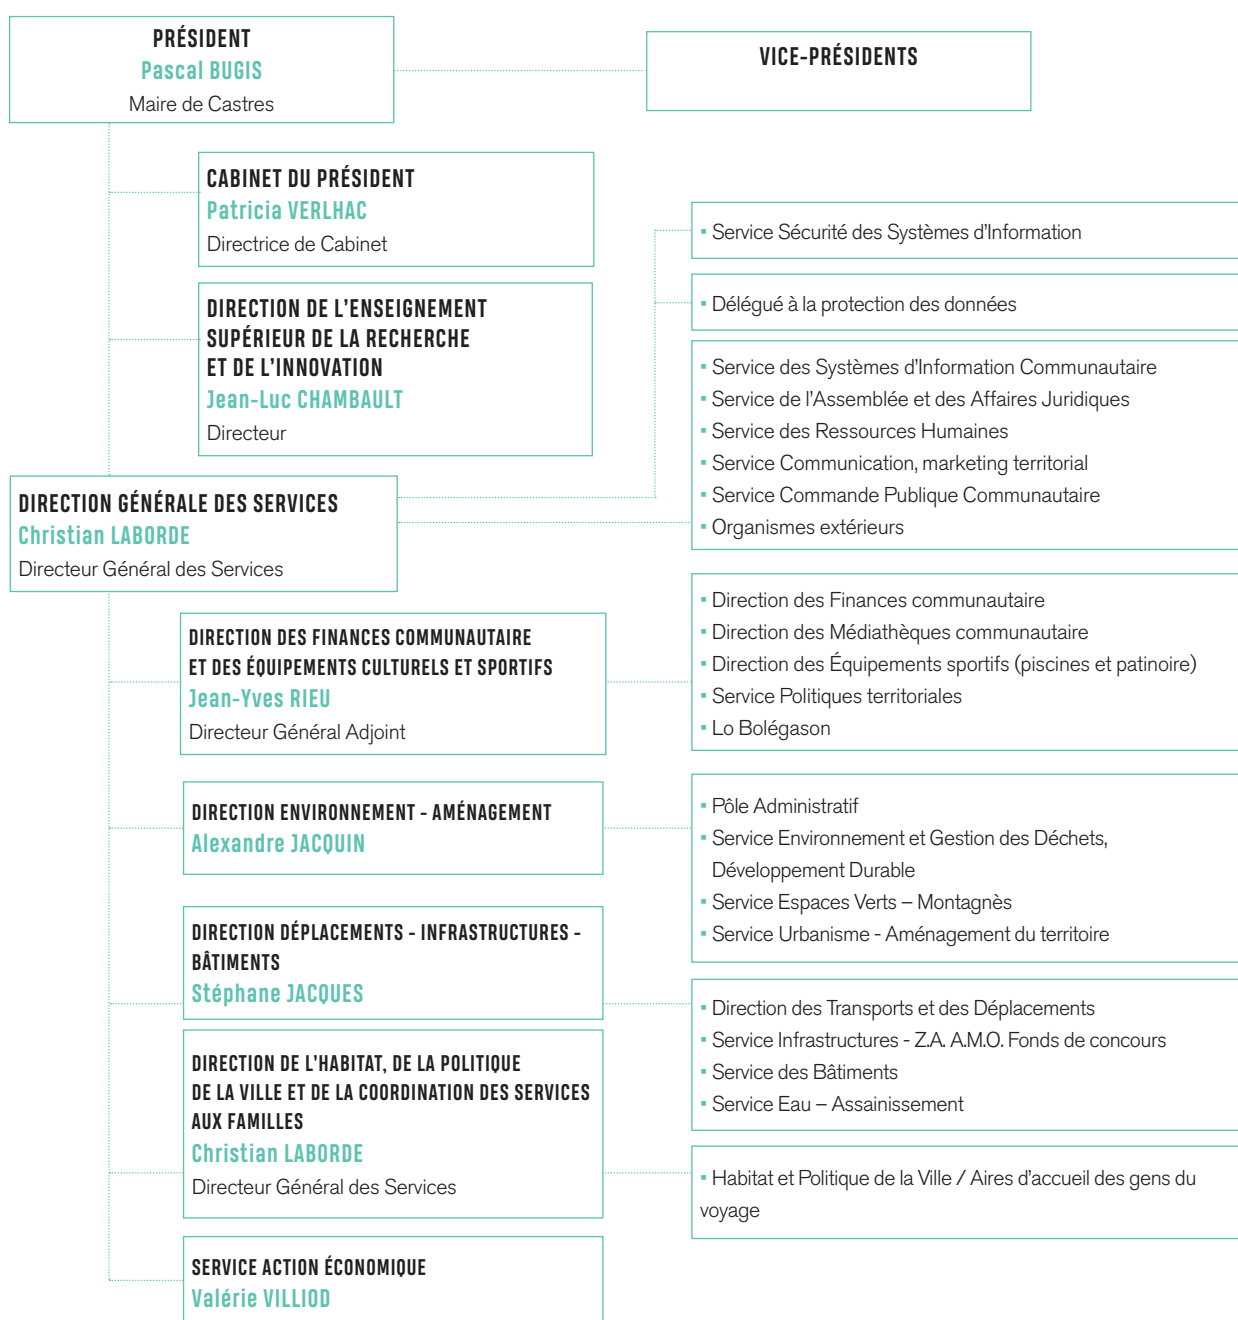 PRÉSIDENT
Pascal BUGIS
Maire de Castres
VICE-PRÉSIDENTS
CABINET DU PRÉSIDENT
Patricia VERLHAC
Directrice de Cabinet
DIRECTION DE L'ENSEIGNEMENT
SUPÉRIEUR DE LA RECHERCHE
ET DE L'INNOVATION
Jean-Luc CHAMBAULT
Directeur
DIRECTION GÉNÉRALE DES SERVICES
Christian LABORDE
Directeur Général des Services
▪ Service Sécurité des Systèmes d'Information
▪ Délégué à la protection des données
▪ Service des Systèmes d'Information Communautaire
▪ Service de l'Assemblée et des Affaires Juridiques
▪ Service des Ressources Humaines
▪ Service Communication, marketing territorial
▪ Service Commande Publique Communautaire
▪ Organismes extérieurs
DIRECTION DES FINANCES COMMUNAUTAIRE
ET DES ÉQUIPEMENTS CULTURELS ET SPORTIFS
Jean-Yves RIEU
Directeur Général Adjoint
▪ Direction des Finances communautaire
▪ Direction des Médiathèques communautaire
▪ Direction des Équipements sportifs (piscines et patinoire)
▪ Service Politiques territoriales
▪ Lo Bolégason
DIRECTION ENVIRONNEMENT - AMÉNAGEMENT
Alexandre JACQUIN
▪ Pôle Administratif
▪ Service Environnement et Gestion des Déchets,
Développement Durable
▪ Service Espaces Verts – Montagnès
▪ Service Urbanisme - Aménagement du territoire
DIRECTION DÉPLACEMENTS - INFRASTRUCTURES -
BÂTIMENTS
Stéphane JACQUES
▪ Direction des Transports et des Déplacements
▪ Service Infrastructures - Z.A. A.M.O. Fonds de concours
▪ Service des Bâtiments
▪ Service Eau – Assainissement
DIRECTION DE L'HABITAT, DE LA POLITIQUE
DE LA VILLE ET DE LA COORDINATION DES SERVICES
AUX FAMILLES
Christian LABORDE
Directeur Général des Services
▪ Habitat et Politique de la Ville / Aires d'accueil des gens du
voyage
SERVICE ACTION ÉCONOMIQUE
Valérie VILLIOD